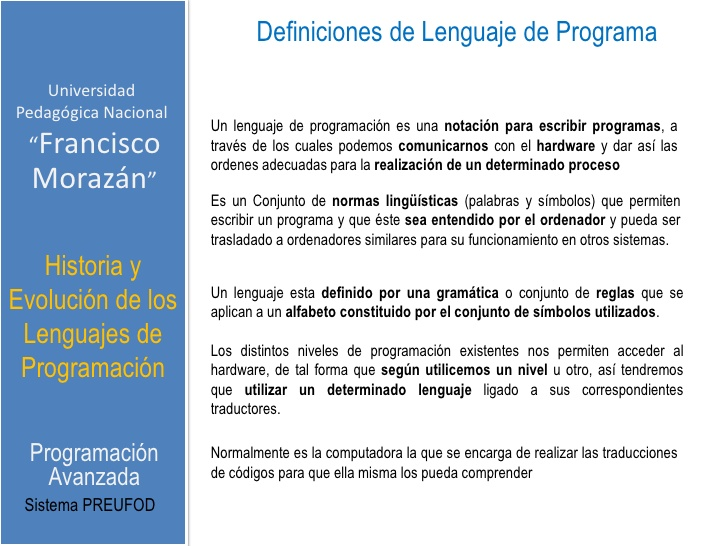 Universidad
Pedagógica Nacional
“Francisco
Morazán”
Historia y
Evolución de los
Lenguajes de
Programación
Programación
Avanzada
Sistema PREUFOD
Definiciones de Lenguaje de Programa
Un lenguaje de programación es una notación para escribir programas, a
través de los cuales podemos comunicarnos con el hardware y dar así las
ordenes adecuadas para la realización de un determinado proceso
Es un Conjunto de normas lingüísticas (palabras y símbolos) que permiten
escribir un programa y que éste sea entendido por el ordenador y pueda ser
trasladado a ordenadores similares para su funcionamiento en otros sistemas.
Un lenguaje esta definido por una gramática o conjunto de reglas que se
aplican a un alfabeto constituido por el conjunto de símbolos utilizados.
Los distintos niveles de programación existentes nos permiten acceder al
hardware, de tal forma que según utilicemos un nivel u otro, así tendremos
que utilizar un determinado lenguaje ligado a sus correspondientes
traductores.
Normalmente es la computadora la que se encarga de realizar las traducciones
de códigos para que ella misma los pueda comprender